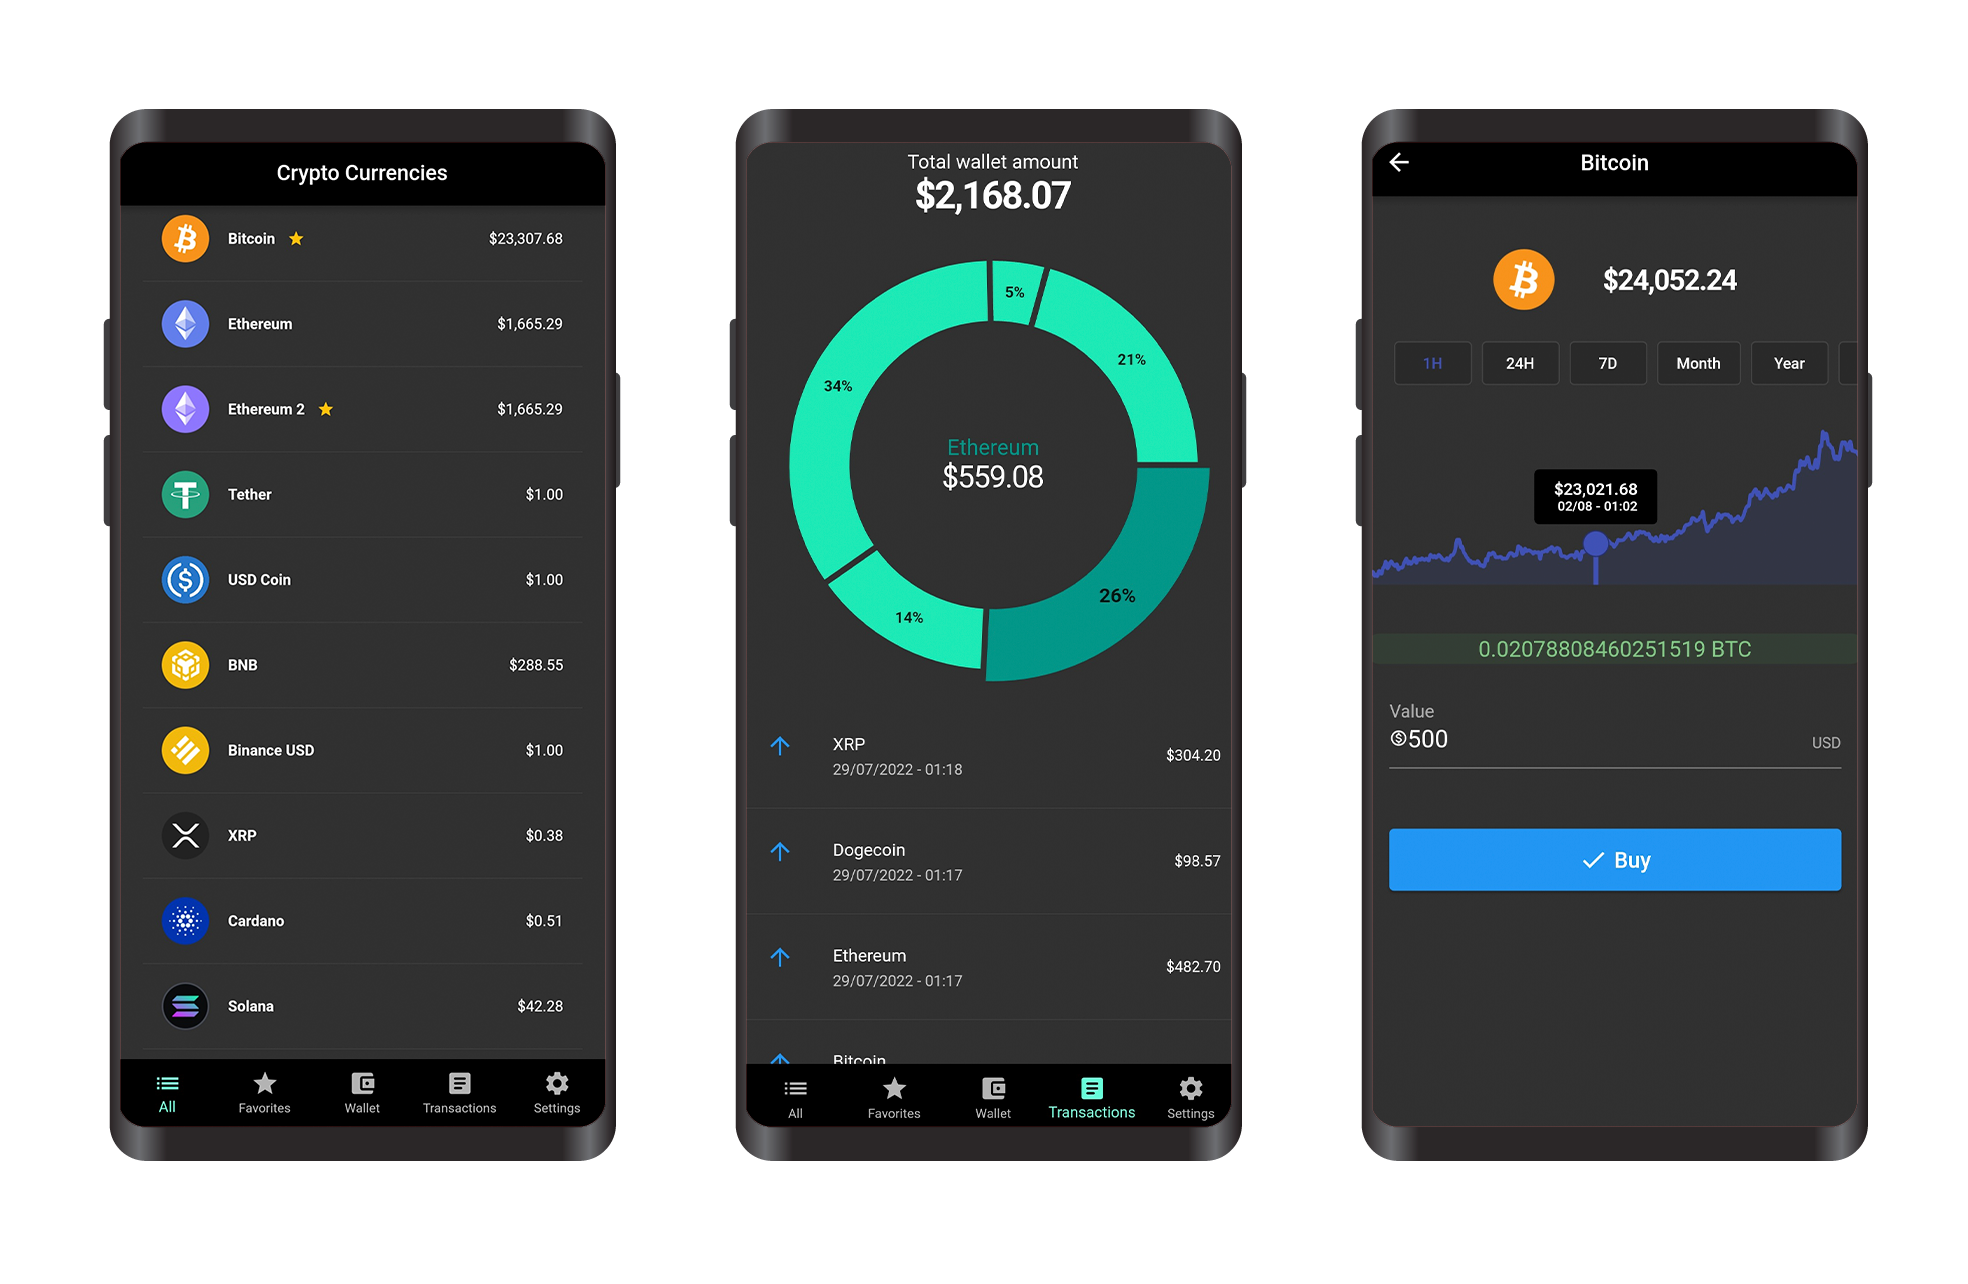 Crypto Currencies
Bitcoin $23,307.68
Ethereum $1,665.29
Ethereum 2 $1,665.29
Tether $1.00
USD Coin $1.00
BNB $288.55
Binance USD $1.00
XRP $0.38
Cardano $0.51
Solana $42.28
All Favorites Wallet Transactions Settings
Total wallet amount
$2,168.07
5%
21%
34%
Ethereum
$559.08
26%
14%
XRP
29/07/2022 - 01:18
$304.20
Dogecoin
29/07/2022 - 01:17
$98.57
Ethereum
29/07/2022 - 01:17
$482.70
Bitcoin
All Favorites Wallet Transactions Settings
Bitcoin
$24,052.24
1H 24H 7D Month Year
$23,021.68
02/08 - 01:02
0.02078808460251519 BTC
Value
$500 USD
Buy